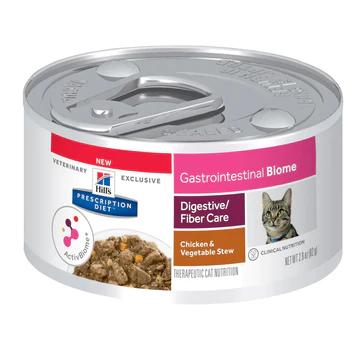 NEW
VETERINARY EXCLUSIVE
Hill's
PRESCRIPTION DIET
ActivBiome+
Gastrointestinal Biome
Digestive/
Fiber Care
Chicken &
Vegetable Stew
CLINICAL NUTRITION
THERAPEUTIC CAT NUTRITION
NET WT 2.9 oz (82 g)